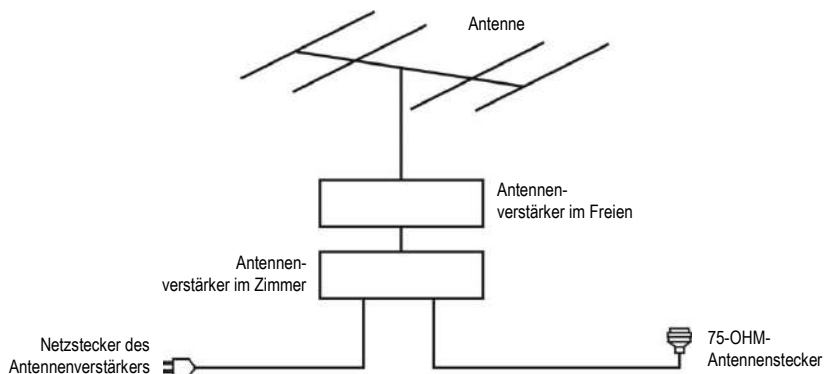 Antenne
Antennen-
verstärker im Freien
Antennen-
verstärker im Zimmer
Netzstecker des
Antennenverstärkers
75-OHM-
Antennenstecker